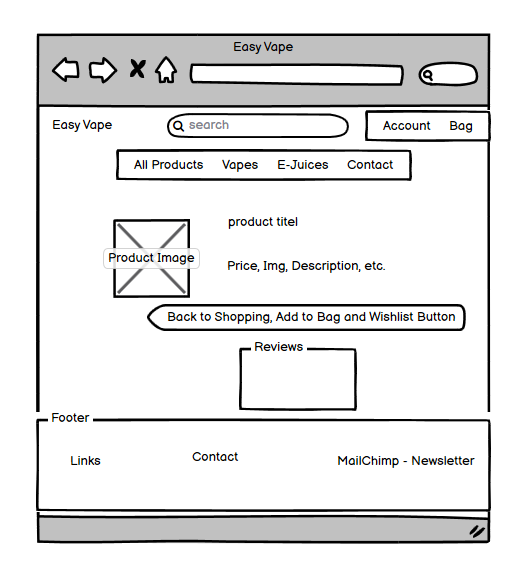 Easy Vape
Easy Vape
search
Account Bag
All Products Vapes E-Juices Contact
product titel
Product Image
Price, Img, Description, etc.
Back to Shopping, Add to Bag and Wishlist Button
Reviews
Footer
Links
Contact
MailChimp - Newsletter